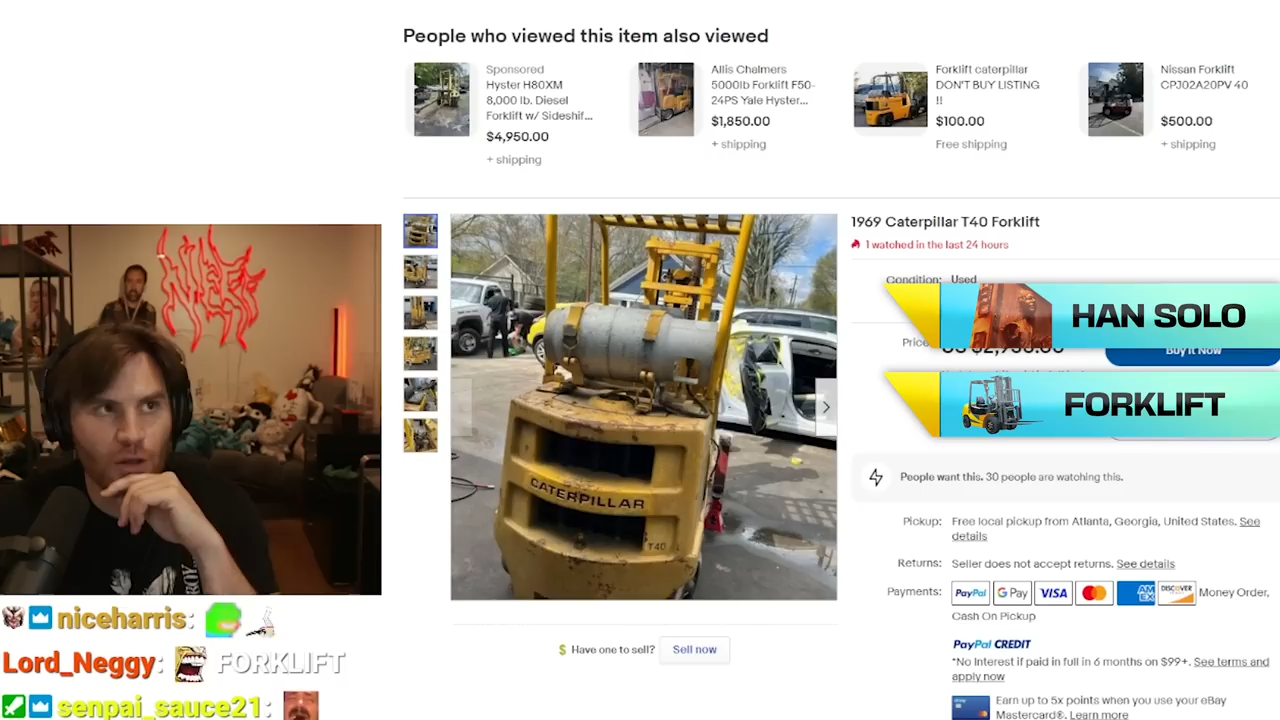 People who viewed this item also viewed
Sponsored
Hyster H80XM
8,000 lb. Diesel
Forklift w/ Sideshif...
$4,950.00
+ shipping
Allis Chalmers
5000lb Forklift F50-
24PS Yale Hyster...
$1,850.00
+ shipping
Forklift caterpillar
DON'T BUY LISTING
!!
$100.00
Free shipping
Nissan Forklift
CPJ02A20PV 40
$500.00
+ shipping
1969 Caterpillar T40 Forklift
1 watched in the last 24 hours
Condition: Used
HAN SOLO
Price:
Buy It Now
FORKLIFT
CATERPILLAR
T40
People want this. 30 people are watching this.
Pickup: Free local pickup from Atlanta, Georgia, United States. See
details
Returns: Seller does not accept returns. See details
Payments: PayPal G Pay VISA AM EX DISCOVER Money Order,
Cash On Pickup
PayPal CREDIT
*No Interest if paid in full in 6 months on $99+. See terms and
apply now
Earn up to 5x points when you use your eBay
Mastercard®. Learn more
$ Have one to sell? Sell now
niceharris:
Lord_Neggy: FORKLIFT
senpai_sauce21: